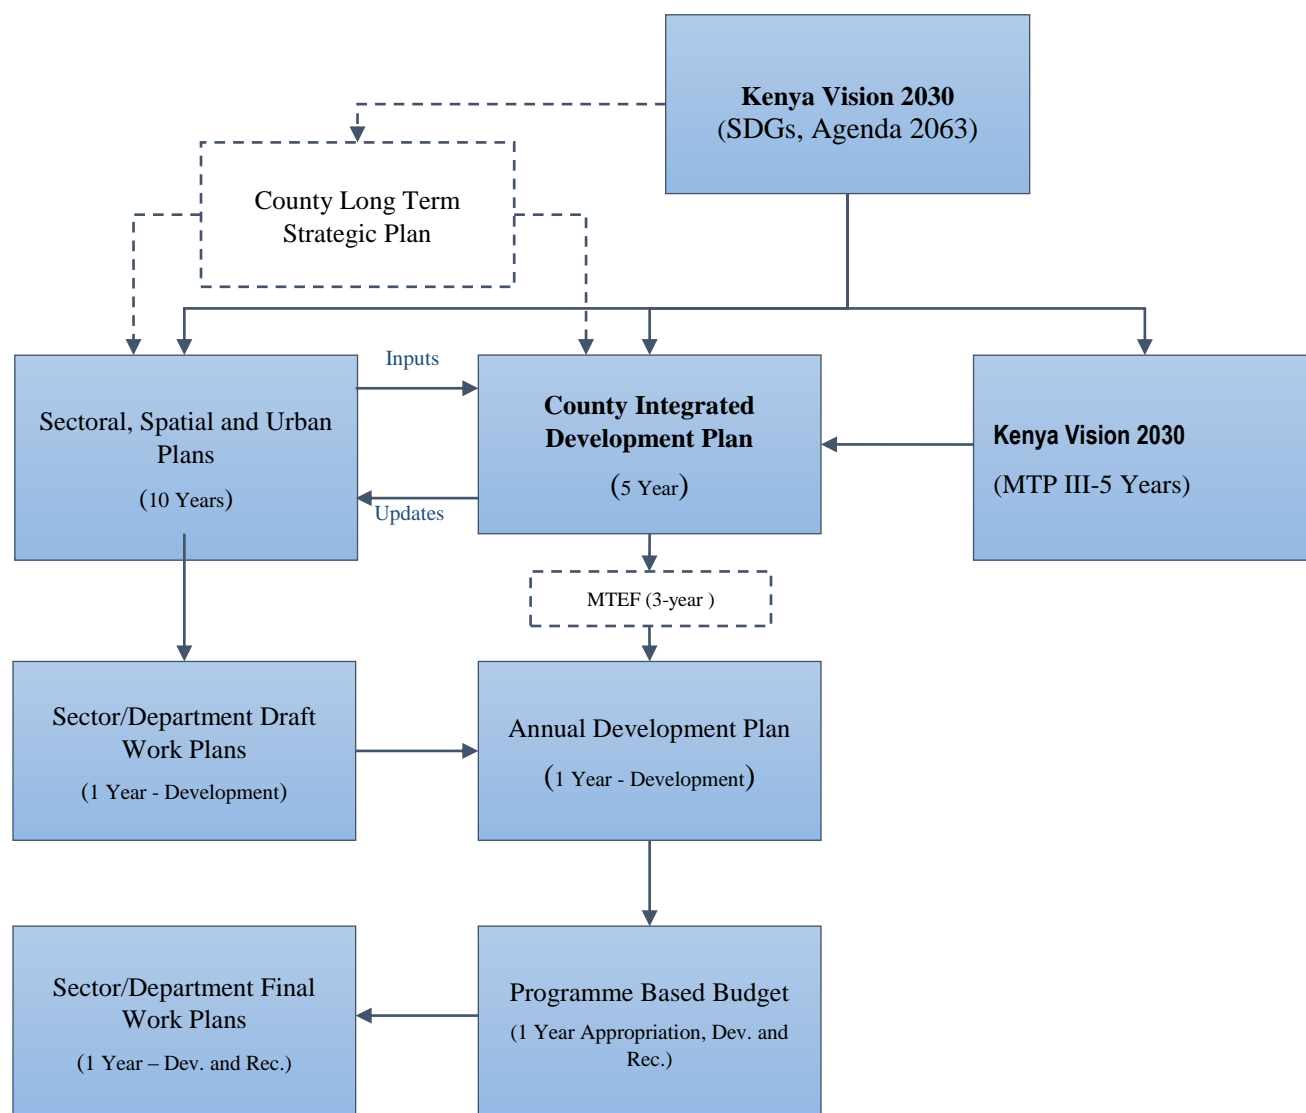 Kenya Vision 2030
(SDGs, Agenda 2063)
County Long Term
Strategic Plan
Inputs
Sectoral, Spatial and Urban
Plans
(10 Years)
County Integrated
Development Plan
(5 Year)
Kenya Vision 2030
(MTP III-5 Years)
Updates
MTEF (3-year )
Sector/Department Draft
Work Plans
(1 Year - Development)
Annual Development Plan
(1 Year - Development)
Sector/Department Final
Work Plans
(1 Year – Dev. and Rec.)
Programme Based Budget
(1 Year Appropriation, Dev. and
Rec.)